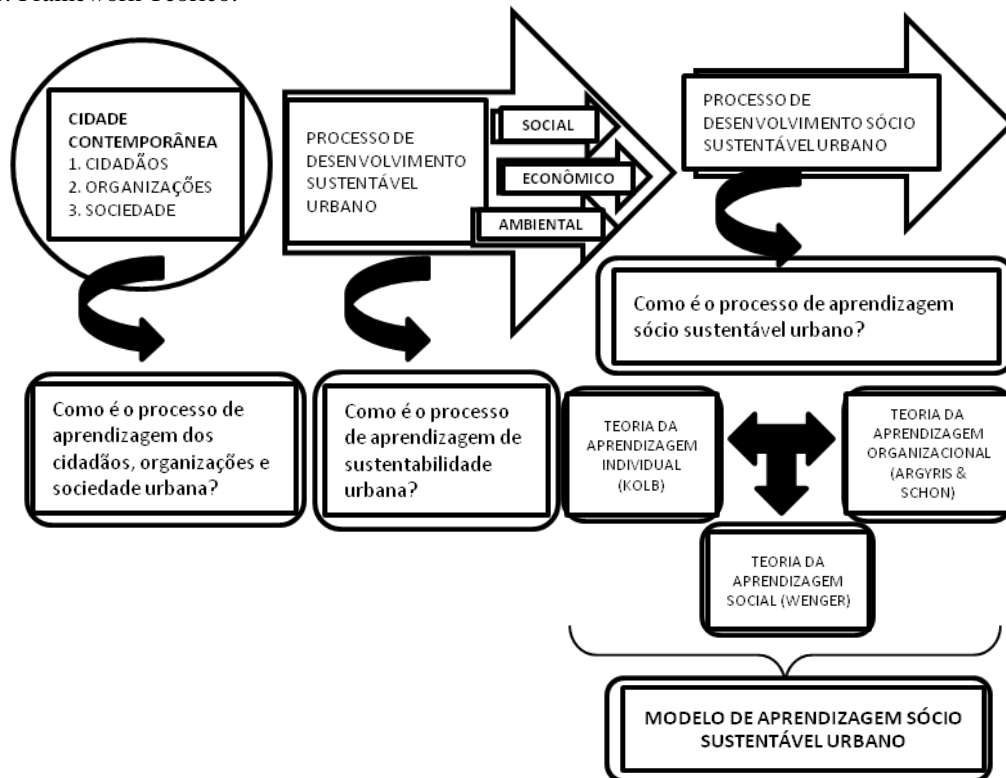 Framework Teórico.
CIDADE
CONTEMPORÂNEA
1. CIDADÃOS
2. ORGANIZAÇÕES
3. SOCIEDADE
PROCESSO DE
DESENVOLVIMENTO
SUSTENTÁVEL
URBANO
SOCIAL
ECONÔMICO
AMBIENTAL
PROCESSO DE
DESENVOLVIMENTO SÓCIO
SUSTENTÁVEL URBANO
Como é o processo de aprendizagem
sócio sustentável urbano?
Como é o processo de
aprendizagem dos
cidadãos, organizações e
sociedade urbana?
Como é o processo
de aprendizagem de
sustentabilidade
urbana?
TEORIA DA
APRENDIZAGEM
INDIVIDUAL
(KOLB)
TEORIA DA
APRENDIZAGEM
ORGANIZACIONAL
(ARGYRIS &
SCHON)
TEORIA DA
APRENDIZAGEM
SOCIAL (WENGER)
MODELO DE APRENDIZAGEM SÓCIO
SUSTENTÁVEL URBANO